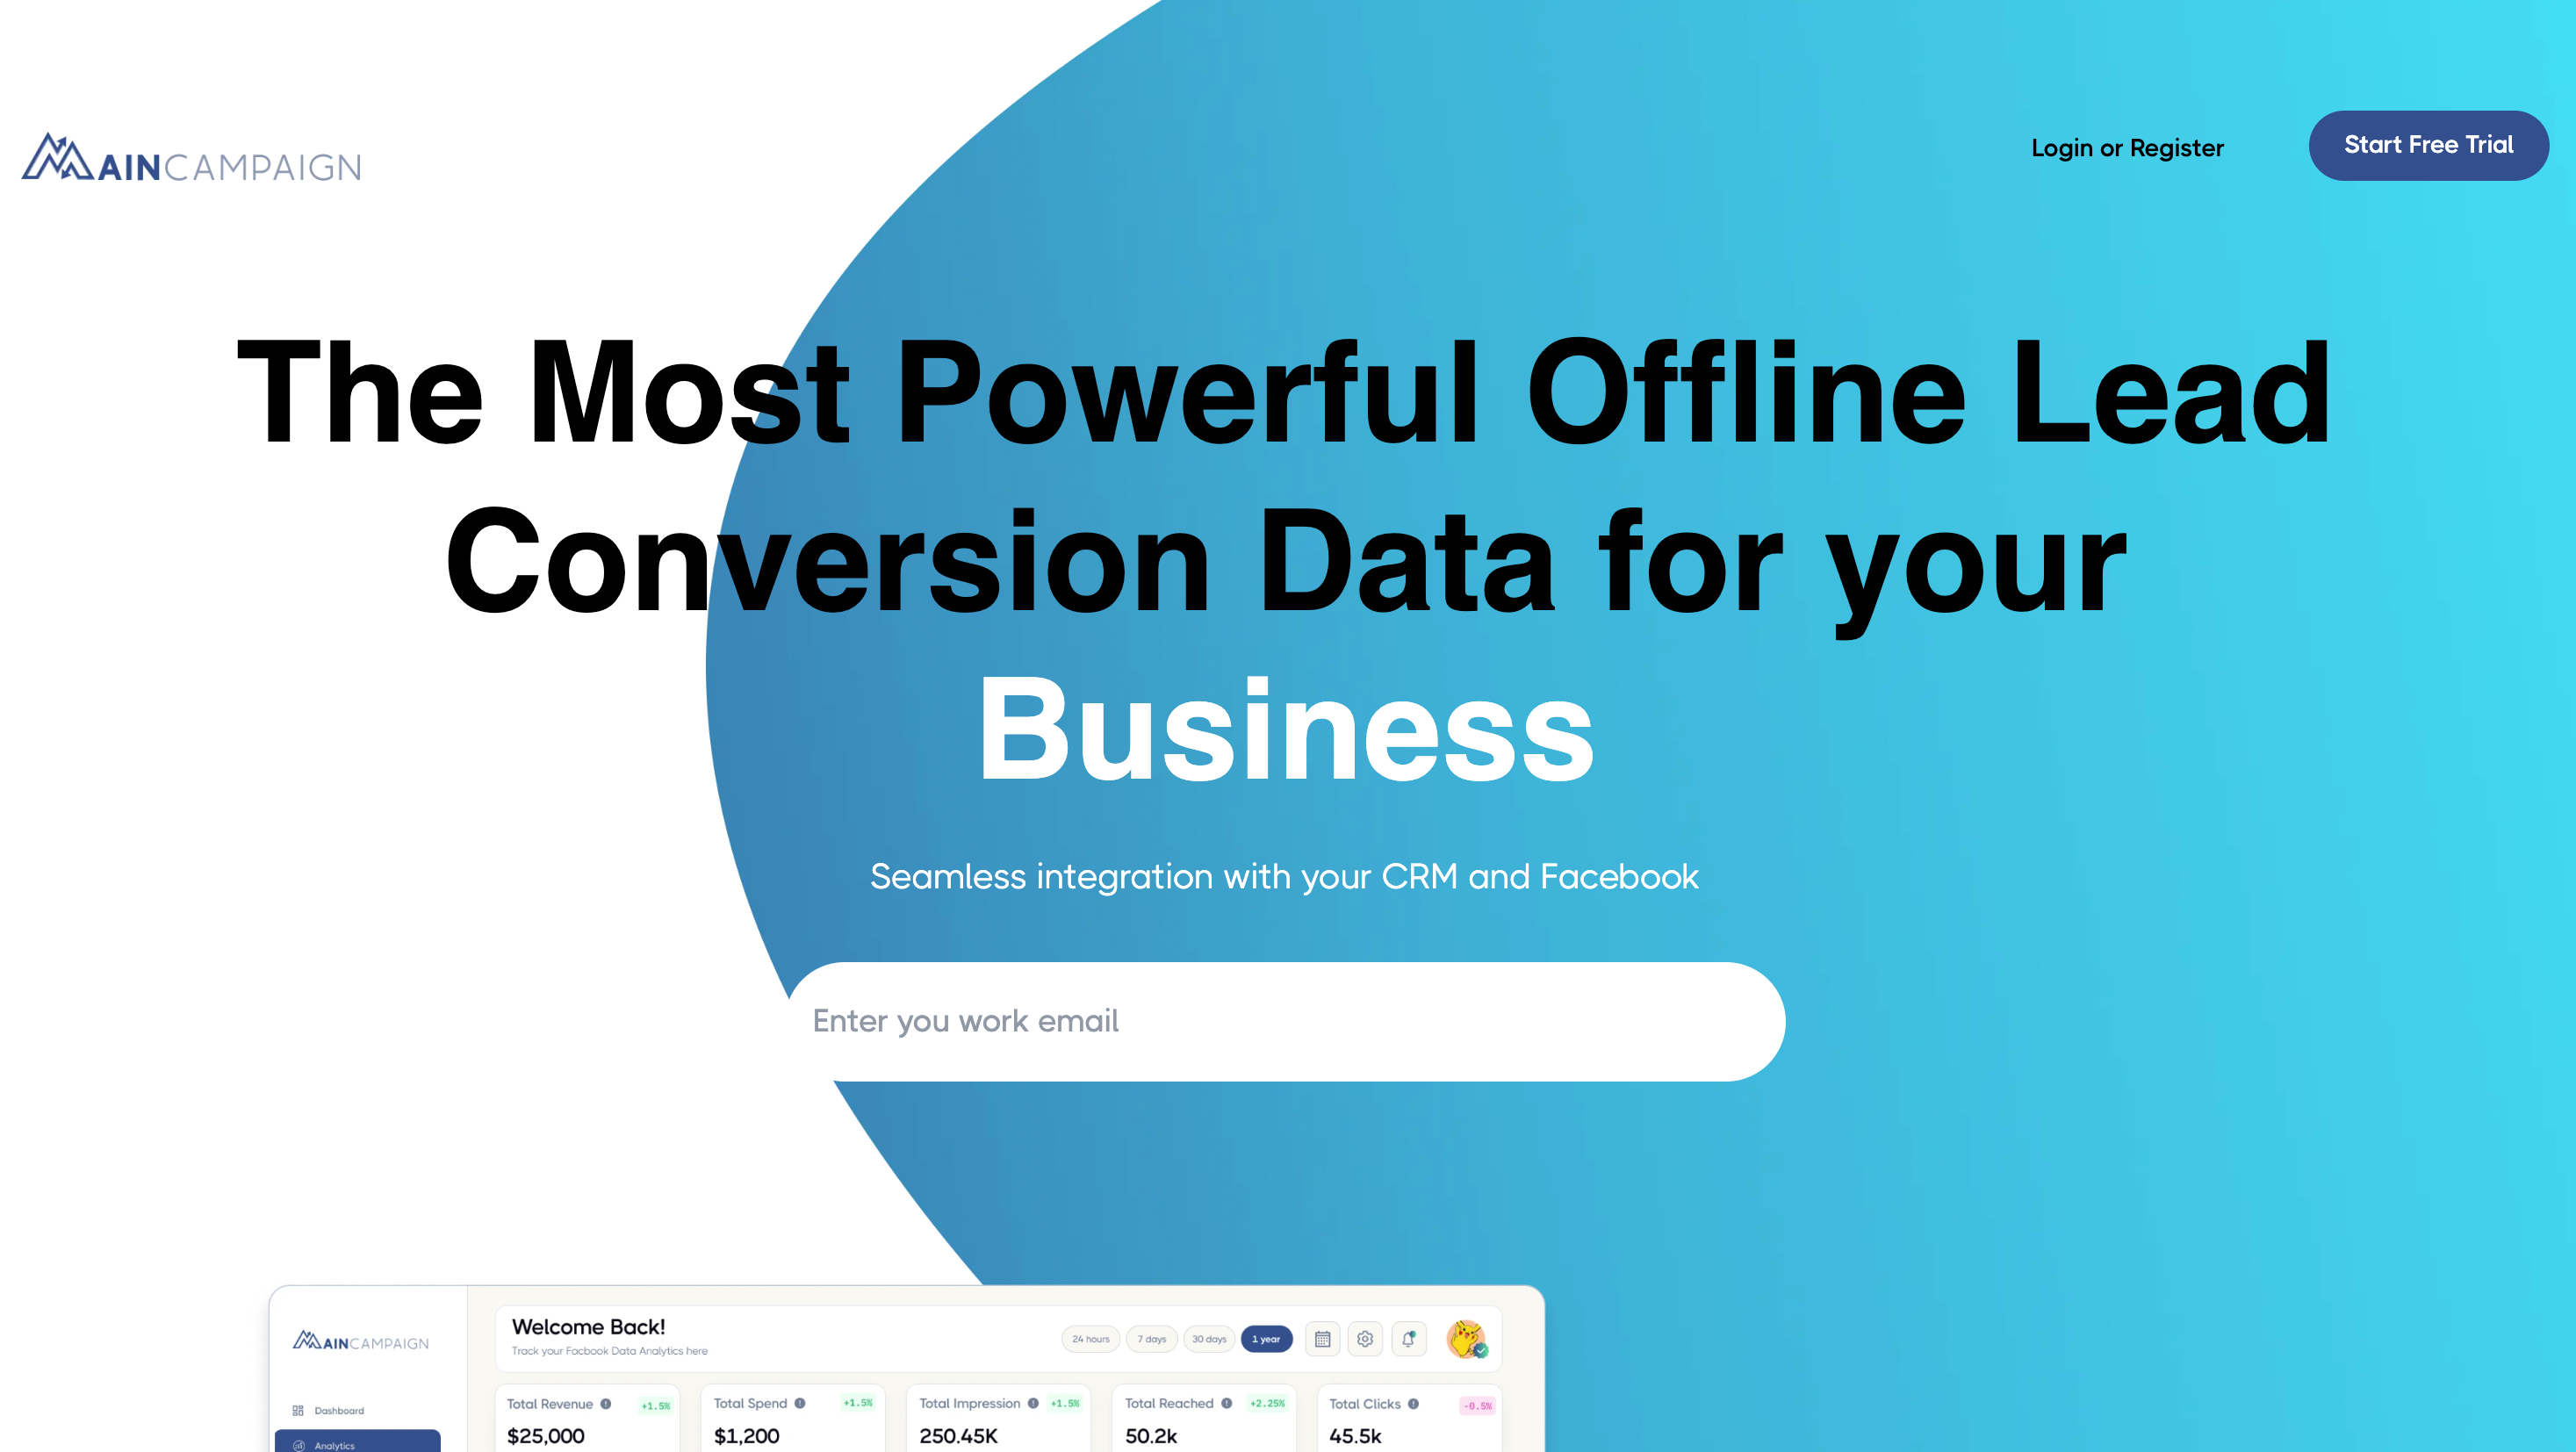 MAINCAMPAIGN
Login or Register
Start Free Trial
The Most Powerful Offline Lead
Conversion Data for your
Business
Seamless integration with your CRM and Facebook
Enter you work email
MAINCAMPAIGN
Welcome Back!
Track your Facbook Data Analytics here
24 hours
7 days
30 days
1 year
Dashboard
Analytics
Total Revenue
+1.5%
$25,000
Total Spend
+1.5%
$1,200
Total Impression
+1.5%
250.45K
Total Reached
+2.25%
50.2k
Total Clicks
-0.5%
45.5k